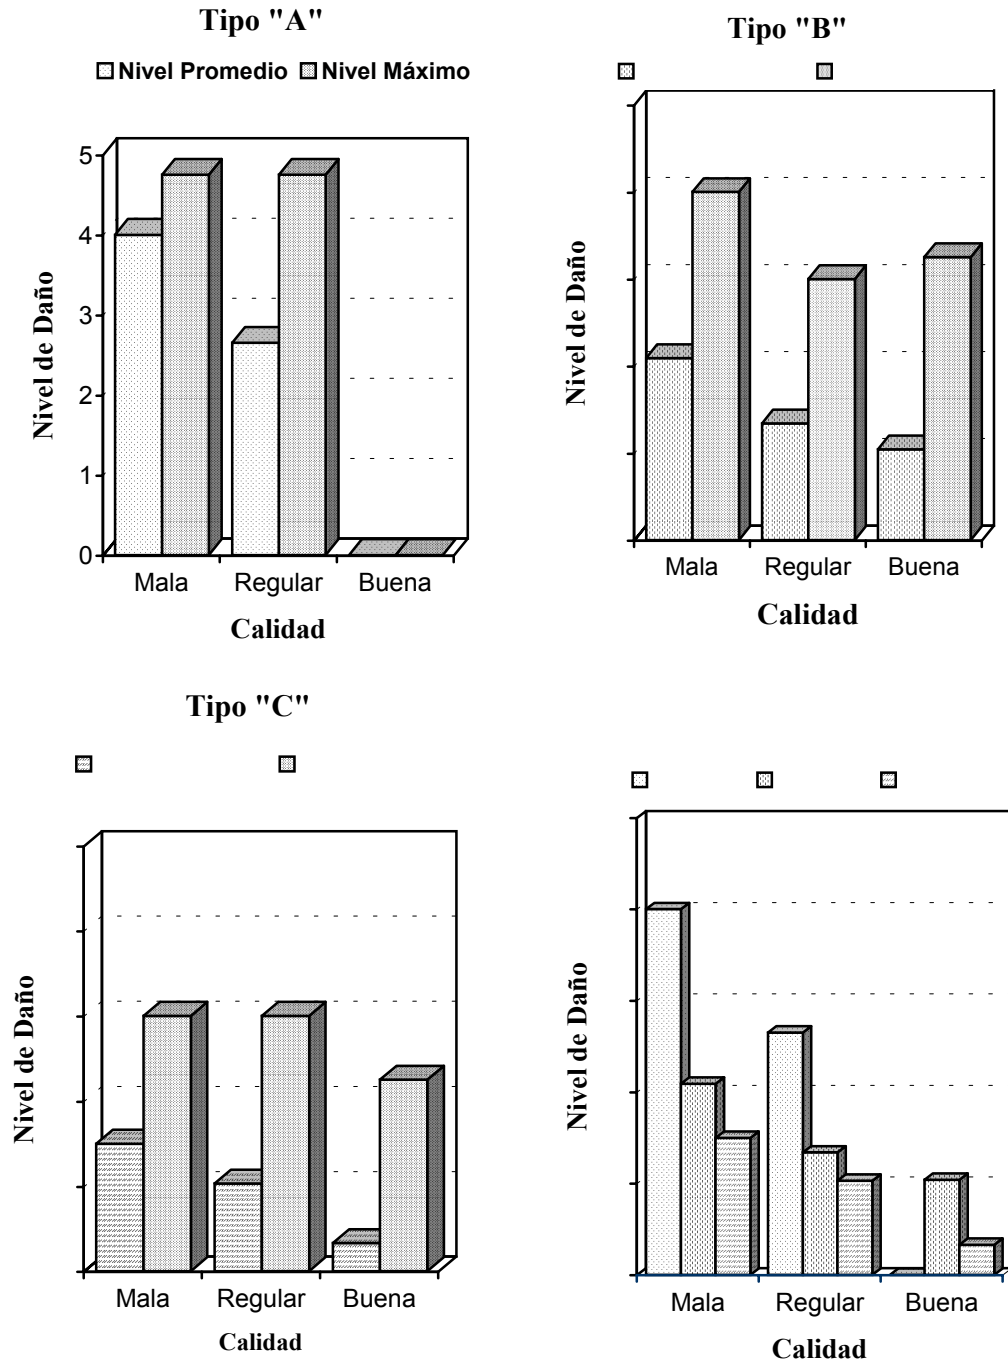 Tipo "A"
Nivel Promedio Nivel Máximo
5
4
3
2
1
0
Nivel de Daño
Mala Regular Buena
Calidad
Tipo "B"
Nivel de Daño
Mala Regular Buena
Calidad
Tipo "C"
Nivel de Daño
Mala Regular Buena
Calidad
Nivel de Daño
Mala Regular Buena
Calidad